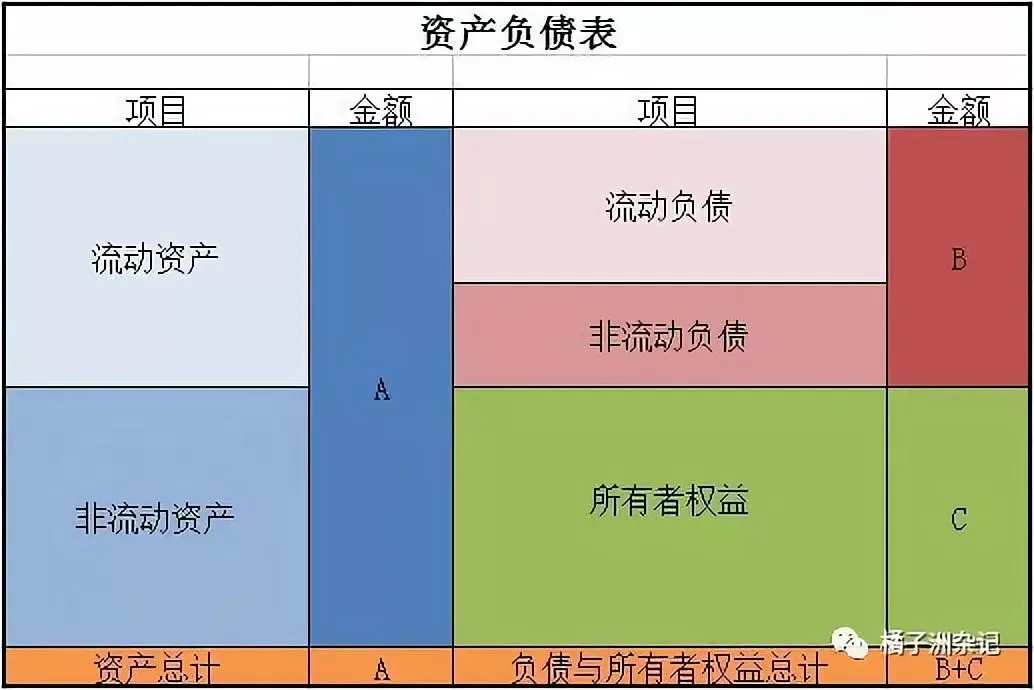 资产负债表
项目 金额 项目 金额
流动负债
流动资产 B
非流动负债
A
所有者权益
非流动资产 C
橘子洲杂记
资产总计 A 负债与所有者权益总计 B+C